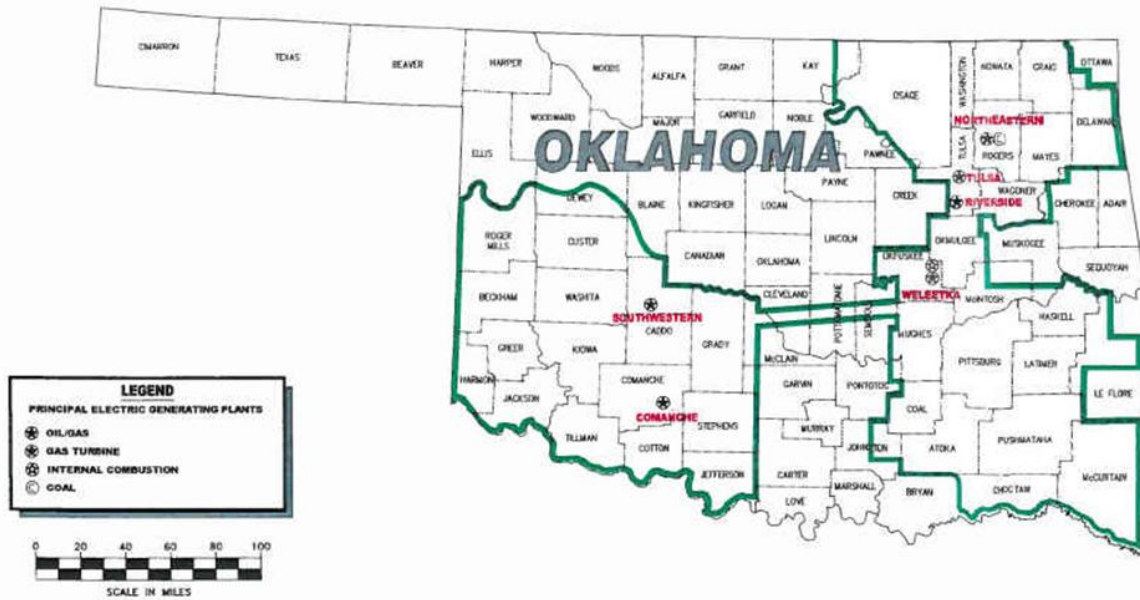 CIMARRON
TEXAS
BEAVER
HARPER
WOODS
ALFALFA
GRANT
KAY
OSAGE
WASHINGTON
NOWATA
CRAIG
OTTAWA
WOODWARD
MAJOR
GARFIELD
NOBLE
NORTHEASTERN
DELAWARE
ELLIS
OKLAHOMA
PAWNEE
TULSA
ROGERS
MAYES
TULSA
DEWEY
BLAINE
KINGFISHER
LOGAN
PAYNE
CREEK
WAGONER
RIVERSIDE
CHEROKEE
ADAIR
ROGER
MILLS
CUSTER
CANADIAN
OKLAHOMA
LINCOLN
OKFUSKEE
OKMULGEE
MUSKOGEE
SEQUOYAH
BECKHAM
WASHITA
SOUTHWESTERN
CADDO
CLEVELAND
POTTAWATOMIE
SEMINOLE
WELEETKA
McINTOSH
HASKELL
GREER
KIOWA
GRADY
McCLAIN
HUGHES
PITTSBURG
LATIMER
HARMON
JACKSON
COMANCHE
COMANCHE
GARVIN
PONTOTOC
COAL
LE FLORE
TILLMAN
COTTON
STEPHENS
MURRAY
JOHNSTON
ATOKA
PUSHMATAHA
JEFFERSON
CARTER
LOVE
MARSHALL
BRYAN
CHOCTAW
McCURTAIN
LEGEND
PRINCIPAL ELECTRIC GENERATING PLANTS
OIL/GAS
GAS TURBINE
INTERNAL COMBUSTION
C COAL
0 20 40 60 80 100
SCALE IN MILES